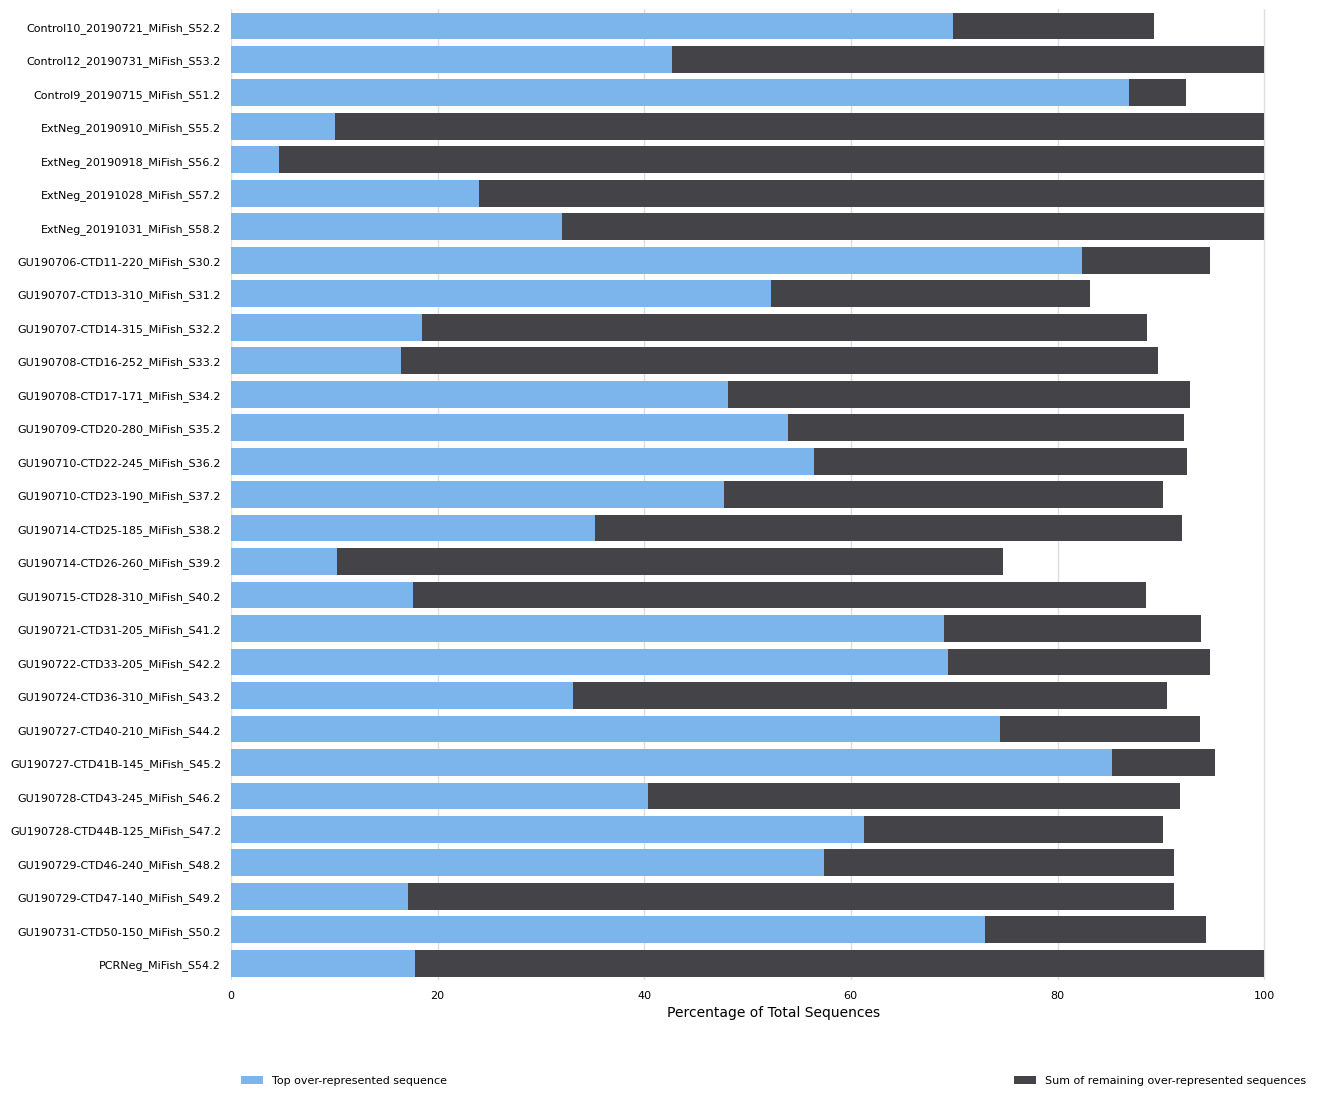 Control10_20190721_MiFish_S52.2
Control12_20190731_MiFish_S53.2
Control9_20190715_MiFish_S51.2
ExtNeg_20190910_MiFish_S55.2
ExtNeg_20190918_MiFish_S56.2
ExtNeg_20191028_MiFish_S57.2
ExtNeg_20191031_MiFish_S58.2
GU190706-CTD11-220_MiFish_S30.2
GU190707-CTD13-310_MiFish_S31.2
GU190707-CTD14-315_MiFish_S32.2
GU190708-CTD16-252_MiFish_S33.2
GU190708-CTD17-171_MiFish_S34.2
GU190709-CTD20-280_MiFish_S35.2
GU190710-CTD22-245_MiFish_S36.2
GU190710-CTD23-190_MiFish_S37.2
GU190714-CTD25-185_MiFish_S38.2
GU190714-CTD26-260_MiFish_S39.2
GU190715-CTD28-310_MiFish_S40.2
GU190721-CTD31-205_MiFish_S41.2
GU190722-CTD33-205_MiFish_S42.2
GU190724-CTD36-310_MiFish_S43.2
GU190727-CTD40-210_MiFish_S44.2
GU190727-CTD41B-145_MiFish_S45.2
GU190728-CTD43-245_MiFish_S46.2
GU190728-CTD44B-125_MiFish_S47.2
GU190729-CTD46-240_MiFish_S48.2
GU190729-CTD47-140_MiFish_S49.2
GU190731-CTD50-150_MiFish_S50.2
PCRNeg_MiFish_S54.2
0 20 40 60 80 100
Percentage of Total Sequences
Top over-represented sequence Sum of remaining over-represented sequences